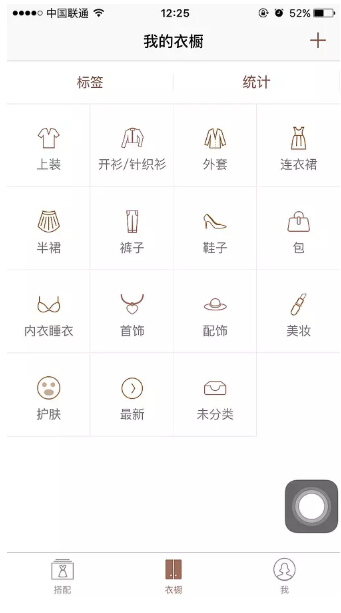 中国联通 12:25 52%
我的衣橱 +
标签 统计
上装 开衫/针织衫 外套 连衣裙
半裙 裤子 鞋子 包
内衣睡衣 首饰 配饰 美妆
护肤 最新 未分类
搭配 衣橱 我